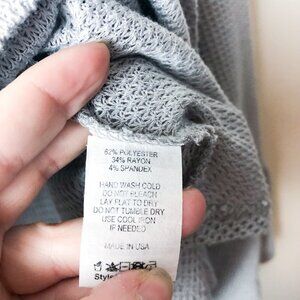 62% POLYESTER
34% RAYON
4% SPANDEX
HAND WASH COLD
DO NOT BLEACH
LAY FLAT TO DRY
DO NOT TUMBLE DRY
USE COOL IRON
IF NEEDED
MADE IN USA
Style